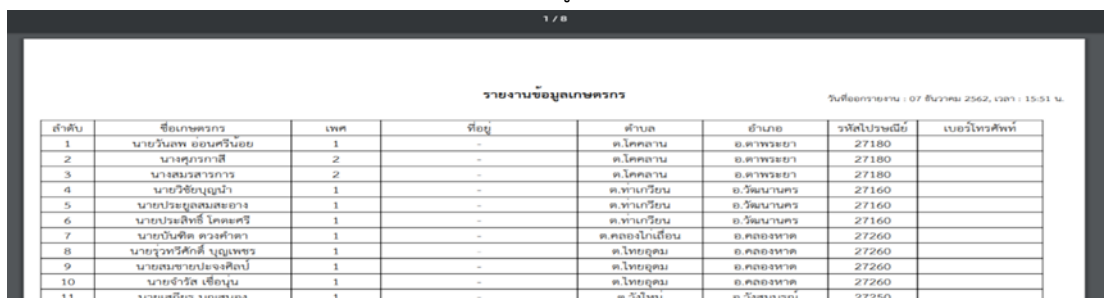 1 / 8
รายงานข้อมูลเกษตรกร
วันที่ออกรายงาน : 07 ธันวาคม 2562, เวลา : 15:51 น.
ลำดับ ชื่อเกษตรกร เพศ ที่อยู่ ตำบล อำเภอ รหัสไปรษณีย์ เบอร์โทรศัพท์
1 นายวันลพ อ่อนศรีน้อย 1 - ต.โคคลาน อ.ตาพระยา 27180
2 นางศุภรกาสี 2 - ต.โคคลาน อ.ตาพระยา 27180
3 นางสมรสารการ 2 - ต.โคคลาน อ.ตาพระยา 27180
4 นายวิชัยบุญนำ 1 - ต.ท่าเกวียน อ.วัฒนานคร 27160
5 นายประยูลสมสะอาง 1 - ต.ท่าเกวียน อ.วัฒนานคร 27160
6 นายประสิทธิ์ โคตะศรี 1 - ต.ท่าเกวียน อ.วัฒนานคร 27160
7 นายบันฑิต ดวงคำตา 1 - ต.คลองไก่เถื่อน อ.คลองหาด 27260
8 นายรุ่วทวีศักดิ์ บุญเพชร 1 - ต.ไทยอุดม อ.คลองหาด 27260
9 นายสมชายปะจงศิลป์ 1 - ต.ไทยอุดม อ.คลองหาด 27260
10 นายจำรัส เชื่อนุ่น 1 - ต.ไทยอุดม อ.คลองหาด 27260
11 1 - ต.วังใหม่ อ.วังสมบูรณ์ 27250